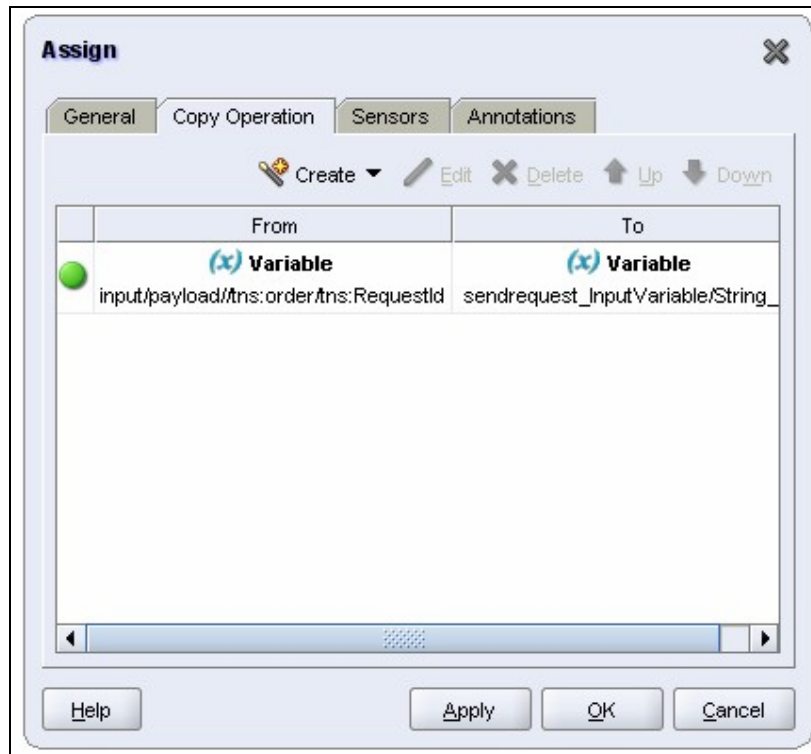 Assign
General Copy Operation Sensors Annotations
Create Edit Delete Up Down
From To
(x) Variable (x) Variable
input/payload//tns:order/tns:RequestId sendrequest_InputVariable/String_
Help Apply OK Cancel